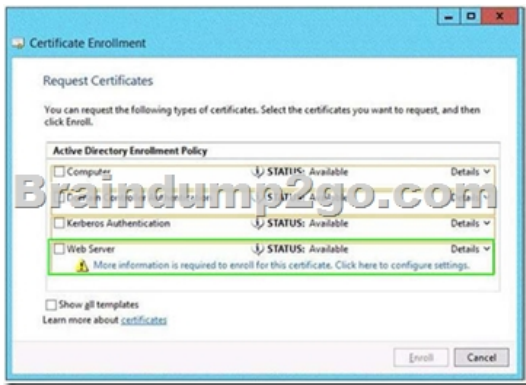 Certificate Enrollment
Request Certificates
You can request the following types of certificates. Select the certificates you want to request, and then
click Enroll.
Active Directory Enrollment Policy
Computer STATUS: Available Details
Braindump2go.com
Kerberos Authentication STATUS: Available Details
Web Server STATUS: Available Details
More information is required to enroll for this certificate. Click here to configure settings.
Show all templates
Learn more about certificates
Enroll Cancel